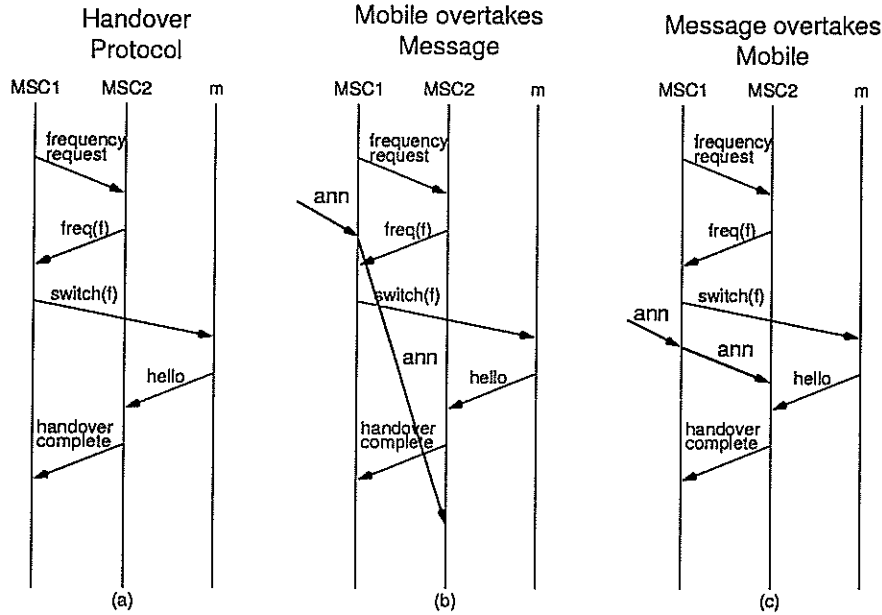 Handover
Protocol
MSC1
MSC2
m
frequency
request
freq(f)
switch(f)
hello
handover
complete
(a)
Mobile overtakes
Message
MSC1
MSC2
m
frequency
request
ann
freq(f)
switch(f)
ann
hello
handover
complete
(b)
Message overtakes
Mobile
MSC1
MSC2
m
frequency
request
freq(f)
switch(f)
ann
ann
hello
handover
complete
(c)